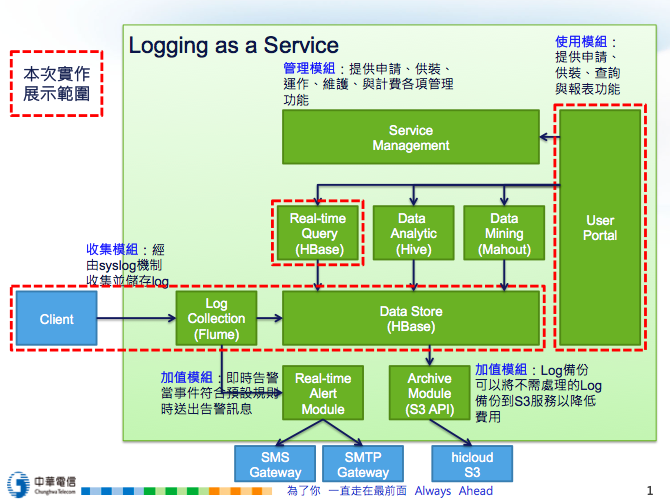 Logging as a Service
本次實作
展示範圍
管理模組：提供申請、供裝、
運作、維護、與計費各項管理
功能
使用模組：
提供申請、
供裝、查詢
與報表功能
Service
Management
Real-time
Query
(HBase)
Data
Analytic
(Hive)
Data
Mining
(Mahout)
User
Portal
收集模組：經
由syslog機制
收集並儲存log
Client
Log
Collection
(Flume)
Data Store
(HBase)
加值模組：即時告警
當事件符合預設規則
時送出告警訊息
Real-time
Alert
Module
Archive
Module
(S3 API)
加值模組：Log備份
可以將不需處理的Log
備份到S3服務以降低
費用
SMS
Gateway
SMTP
Gateway
hicloud
S3
中華電信
Chunghwa Telecom
為了你 一直走在最前面 Always Ahead
1